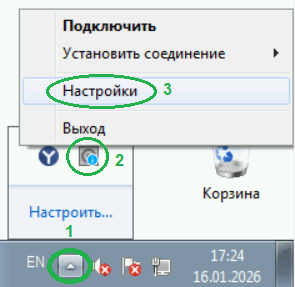 Подключить
Установить соединение
Настройки 3
Выход
2
Корзина
Настроить...
1
EN
17:24
16.01.2026